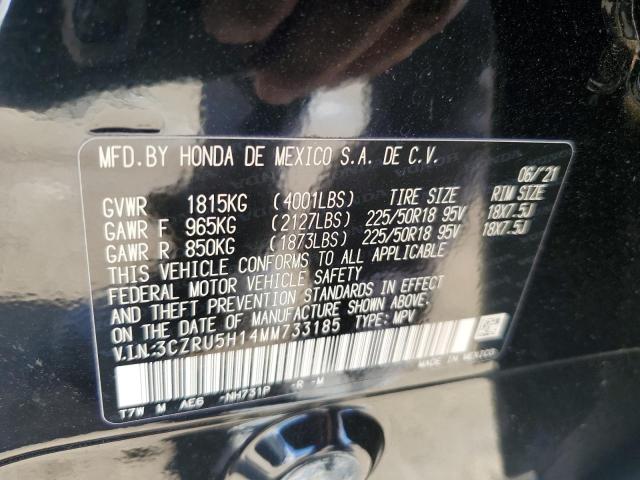 MFD.BY HONDA DE MEXICO S.A. DE C.V.
06/'21
GVWR 1815KG (4001LBS) TIRE SIZE RIM SIZE
GAWR F 965KG (2127LBS) 225/50R18 95V 18X7.5J
GAWR R 850KG (1873LBS) 225/50R18 95V 18X7.5J
THIS VEHICLE CONFORMS TO ALL APPLICABLE
FEDERAL MOTOR VEHICLE SAFETY
AND THEFT PREVENTION STANDARDS IN EFFECT
ON THE DATE OF MANUFACTURE SHOWN ABOVE.
V.I.N:3CZRU5H14MM733185 TYPE: MPV
MADE IN MEXICO
T7W M AE6 -NH731P -R -M